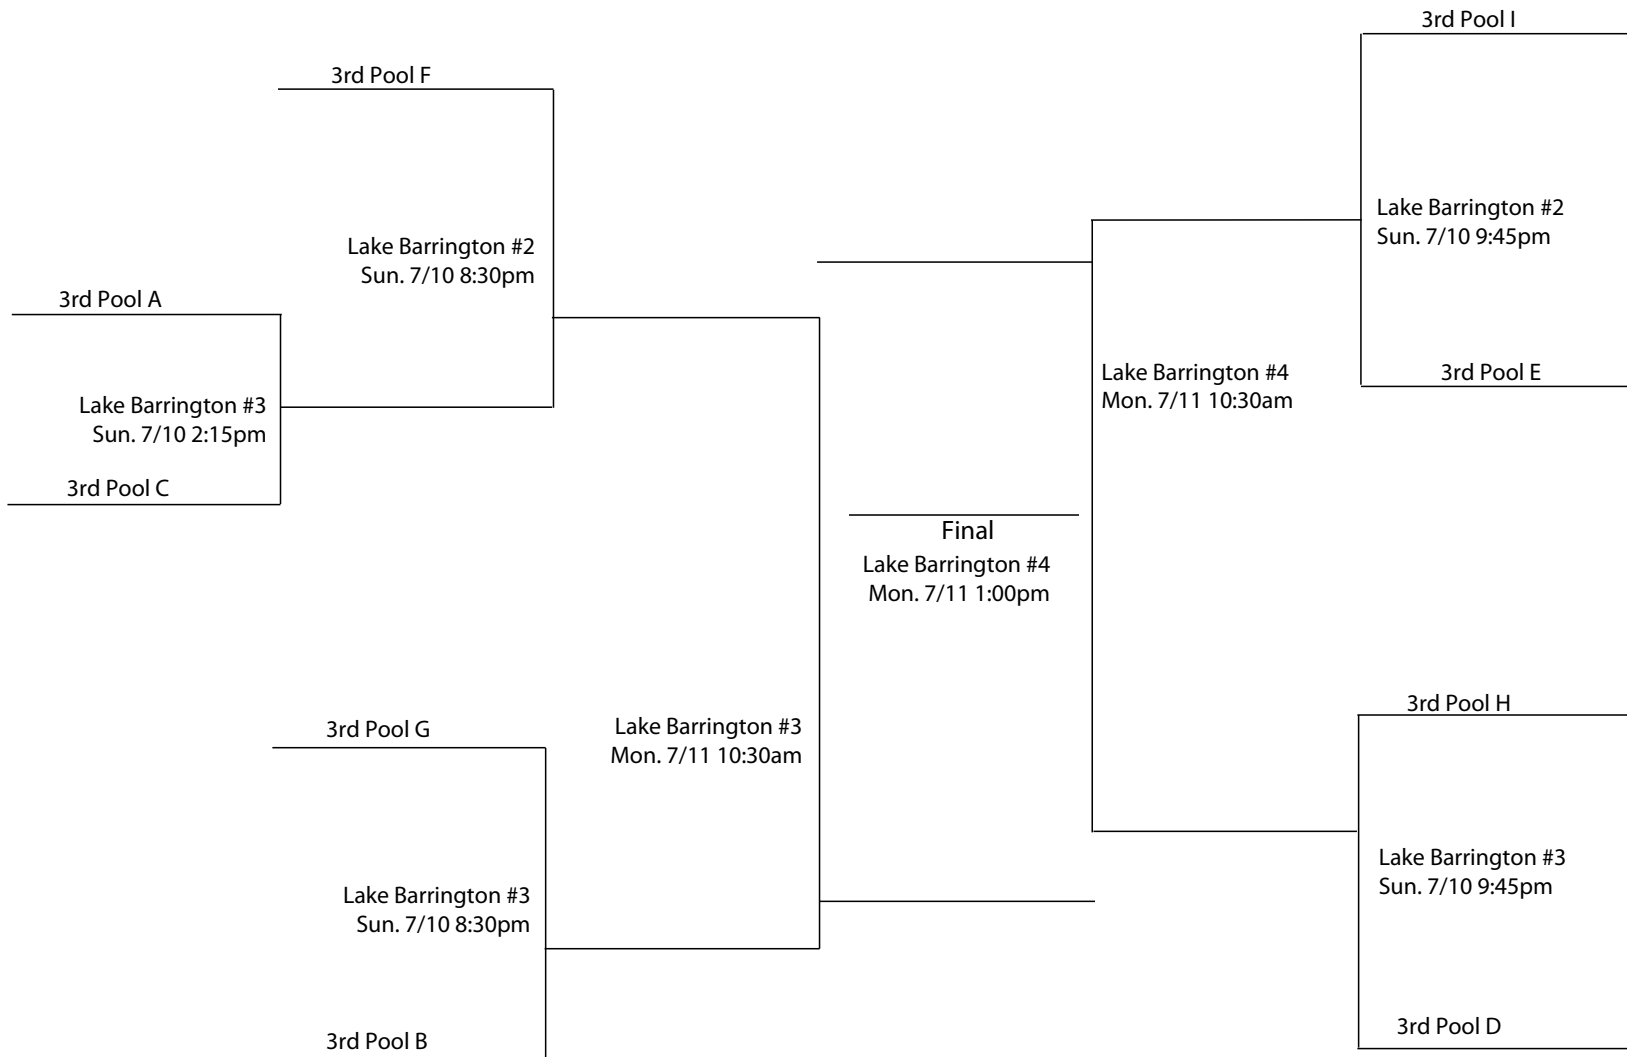 3rd Pool I
3rd Pool F
Lake Barrington #2
Sun. 7/10 9:45pm
Lake Barrington #2
Sun. 7/10 8:30pm
3rd Pool A
Lake Barrington #4
Mon. 7/11 10:30am
3rd Pool E
Lake Barrington #3
Sun. 7/10 2:15pm
3rd Pool C
Final
Lake Barrington #4
Mon. 7/11 1:00pm
3rd Pool H
3rd Pool G
Lake Barrington #3
Mon. 7/11 10:30am
Lake Barrington #3
Sun. 7/10 9:45pm
Lake Barrington #3
Sun. 7/10 8:30pm
3rd Pool D
3rd Pool B